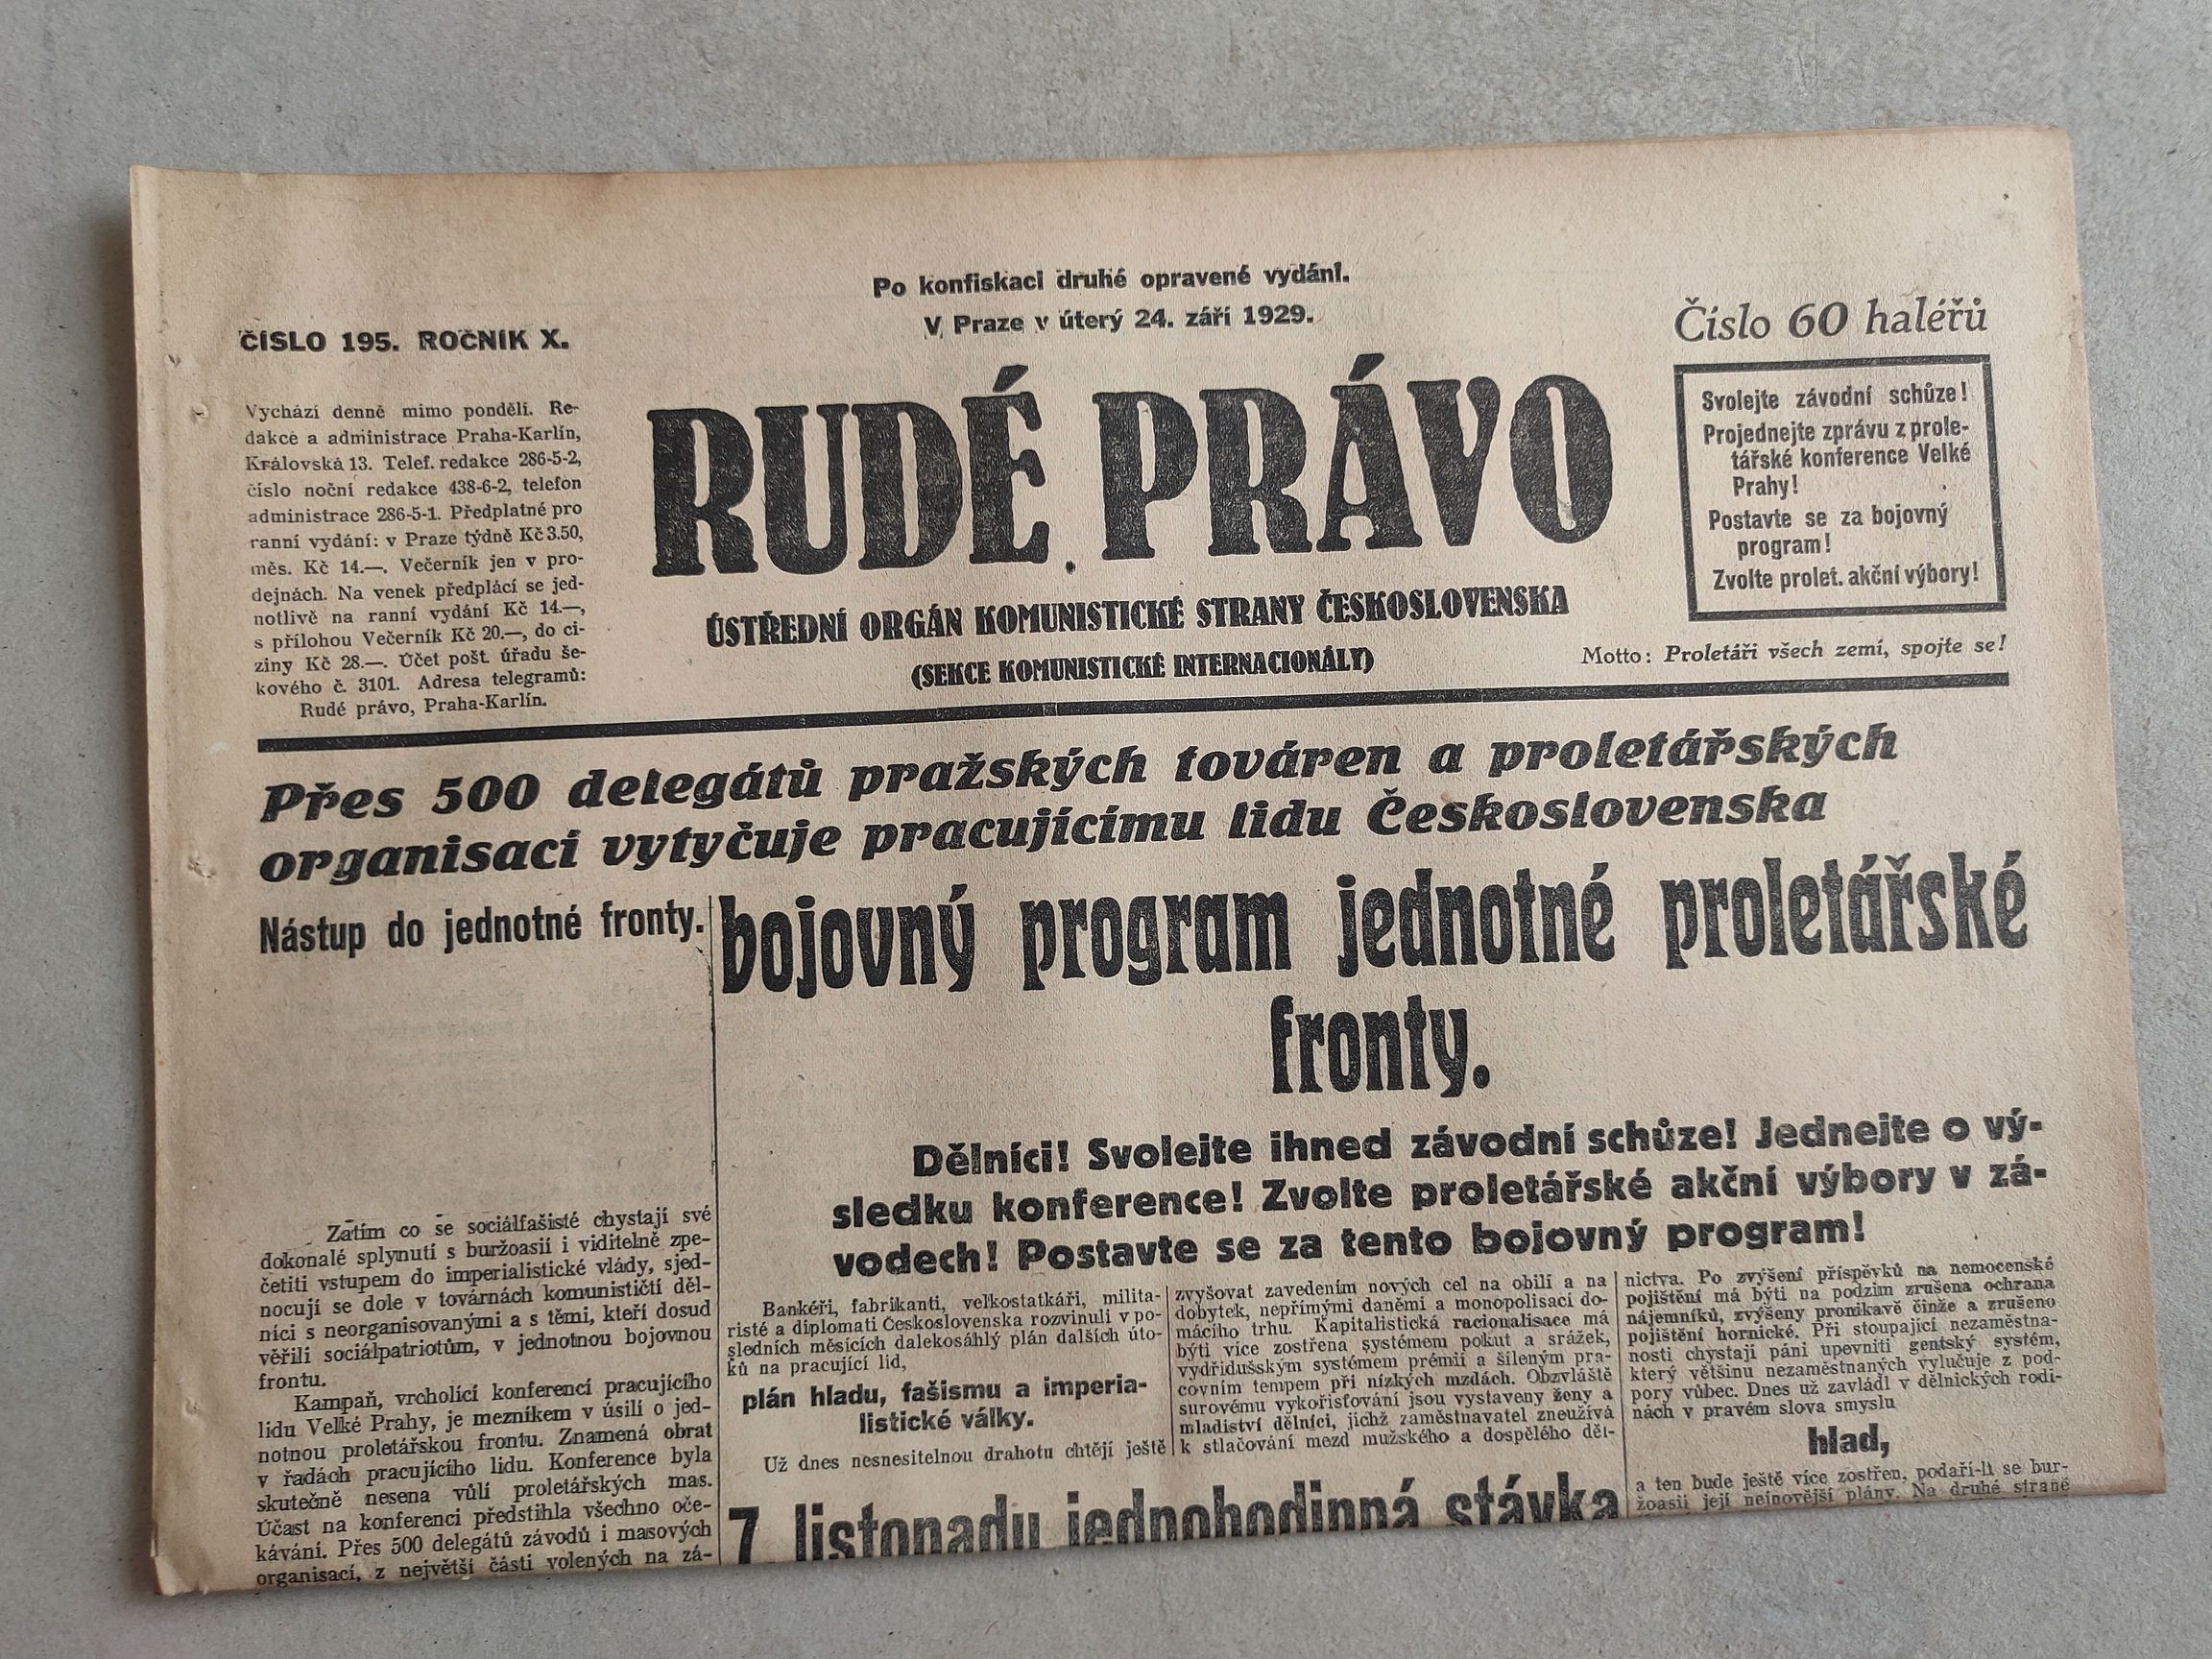 Po konfiskaci druhé opravené vydání.
V Praze v úterý 24. září 1929.
ČÍSLO 195. ROČNÍK X.
Číslo 60 haléřů
Vychází denně mimo pondělí. Re-
dakce a administrace Praha-Karlín,
Královská 13. Telef. redakce 286-5-2,
číslo noční redakce 438-6-2, telefon
administrace 286-5-1. Předplatné pro
ranní vydání: v Praze týdně Kč 3.50,
měs. Kč 14.—. Večerník jen v pro-
dejnách. Na venek předplácí se jed-
notlivě na ranní vydání Kč 14.—,
s přílohou Večerník Kč 20.—, do ci-
ziny Kč 28.—. Účet pošt. úřadu še-
kového č. 3101. Adresa telegramů:
Rudé právo, Praha-Karlín.
RUDÉ PRÁVO
ÚSTŘEDNÍ ORGÁN KOMUNISTICKÉ STRANY ČESKOSLOVENSKA
(SEKCE KOMUNISTICKÉ INTERNACIONÁLY)
Svolejte závodní schůze!
Projednejte zprávu z prole-
tářské konference Velké
Prahy!
Postavte se za bojovný
program!
Zvolte prolet. akční výbory!
Motto: Proletáři všech zemí, spojte se!
Přes 500 delegátů pražských továren a proletářských
organisací vytyčuje pracujícímu lidu Československa
bojovný program jednotné proletářské
fronty.
Dělníci! Svolejte ihned závodní schůze! Jednejte o vý-
sledku konference! Zvolte proletářské akční výbory v zá-
vodech! Postavte se za tento bojovný program!
Nástup do jednotné fronty.
Zatím co se sociálfašisté chystají své
dokonalé splynutí s buržoasií i viditelně zpe-
četiti vstupem do imperialistické vlády, sjed-
nocují se dole v továrnách komunističtí děl-
níci s neorganisovanými a s těmi, kteří dosud
věřili sociálpatriotům, v jednotnou bojovnou
frontu.
Kampaň, vrcholící konferencí pracujícího
lidu Velké Prahy, je mezníkem v úsilí o jed-
notnou proletářskou frontu. Znamená obrat
v řadách pracujícího lidu. Konference byla
skutečně nesena vůlí proletářských mas.
Účast na konferenci předstihla všechno oče-
kávání. Přes 500 delegátů závodů i masových
organisací, z největší části volených na zá-
Bankéři, fabrikanti, velkostatkáři, milita-
risté a diplomati Československa rozvinuli v po-
sledních měsících dalekosáhlý plán dalších úto-
ků na pracující lid,
plán hladu, fašismu a imperia-
listické války.
Už dnes nesnesitelnou drahotu chtějí ještě
zvyšovat zavedením nových cel na obilí a na
dobytek, nepřímými daněmi a monopolisací do-
mácího trhu. Kapitalistická racionalisace má
býti více zostřena systémem pokut a srážek,
vydřidušským systémem prémií a šíleným pra-
covním tempem při nízkých mzdách. Obzvláště
surovému vykořisťování jsou vystaveny ženy a
mladiství dělníci, jichž zaměstnavatel zneužívá
k stlačování mezd mužského a dospělého děl-
nictva. Po zvýšení příspěvků na nemocenské
pojištění má býti na podzim zrušena ochrana
nájemníků, zvýšeny pronikavě činže a zrušeno
pojištění hornické. Při stoupající nezaměstna-
nosti chystají páni upevniti gentský systém,
který většinu nezaměstnaných vylučuje z pod-
pory vůbec. Dnes už zavládl v dělnických rodi-
nách v pravém slova smyslu
hlad,
a ten bude ještě více zostřen, podaří-li se bur-
žoasii její nejnovější plány. Na druhé straně
7 listopadu jednohodinná stávka